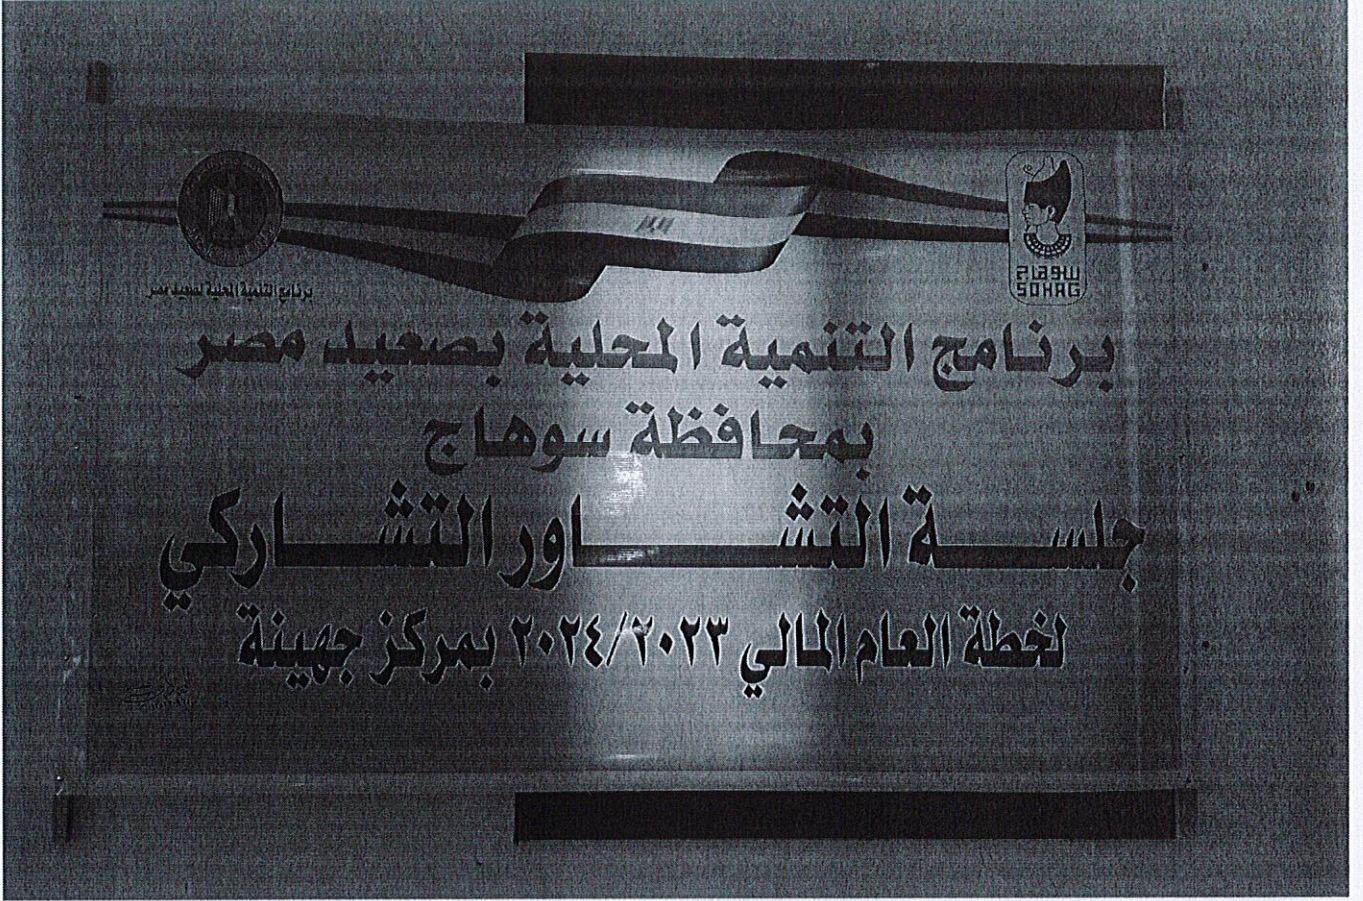 سوهاج
SOHAG
برنامج التنمية المحلية لصعيد مصر
برنامج التنمية المحلية بصعيد مصر
بمحافظة سوهاج
جلسة التشاور التشاركي
لخطة العام المالي ٢٠٢٣/٢٠٢٤ بمركز جهينة